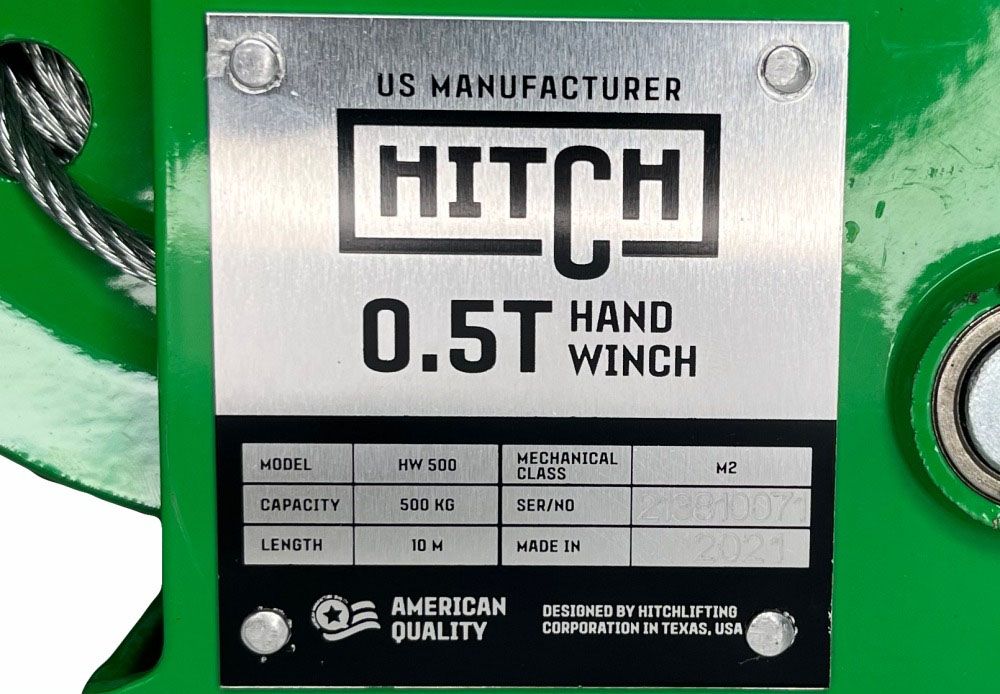 US MANUFACTURER
HITCH
0.5T HAND
WINCH
MODEL HW 500 MECHANICAL CLASS M2
CAPACITY 500 KG SER/NO 213810071
LENGTH 10 M MADE IN 2021
AMERICAN
QUALITY
DESIGNED BY HITCHLIFTING
CORPORATION IN TEXAS, USA